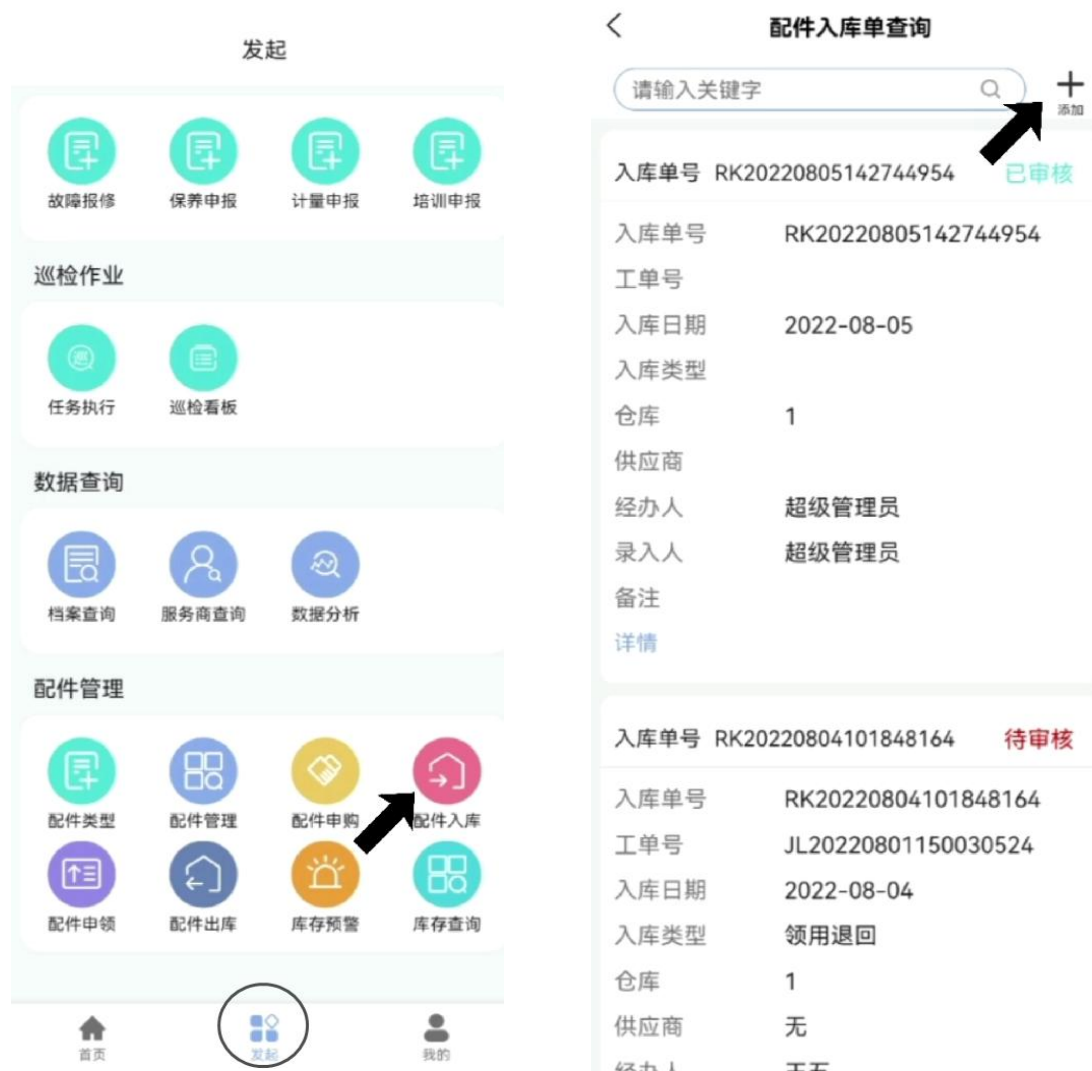 发起
故障报修 保养申报 计量申报 培训申报
巡检作业
任务执行 巡检看板
数据查询
档案查询 服务商查询 数据分析
配件管理
配件类型 配件管理 配件申购 配件入库
配件申领 配件出库 库存预警 库存查询
首页 发起 我的
配件入库单查询
请输入关键字
添加
入库单号 RK20220805142744954 已审核
入库单号 RK20220805142744954
工单号
入库日期 2022-08-05
入库类型
仓库 1
供应商
经办人 超级管理员
录入人 超级管理员
备注
详情
入库单号 RK20220804101848164 待审核
入库单号 RK20220804101848164
工单号 JL20220801150030524
入库日期 2022-08-04
入库类型 领用退回
仓库 1
供应商 无
经办人